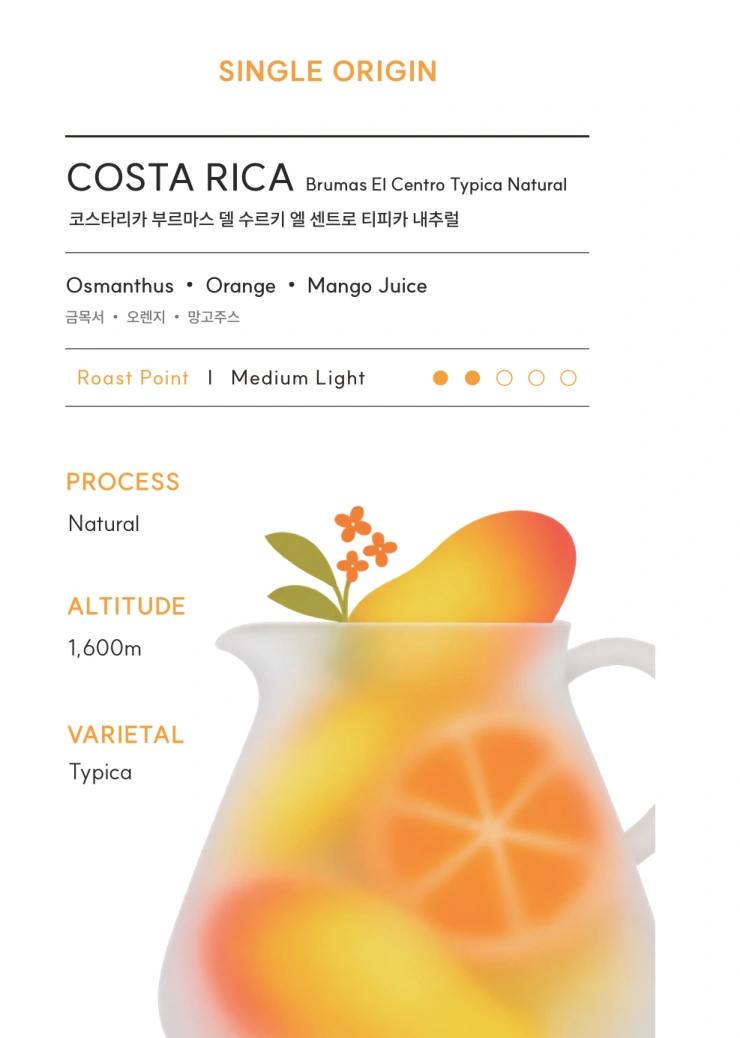 SINGLE ORIGIN
COSTA RICA Brumas El Centro Typica Natural
코스타리카 부르마스 델 수르키 엘 센트로 티피카 내추럴
Osmanthus • Orange • Mango Juice
금목서 • 오렌지 • 망고주스
Roast Point | Medium Light
PROCESS
Natural
ALTITUDE
1,600m
VARIETAL
Typica